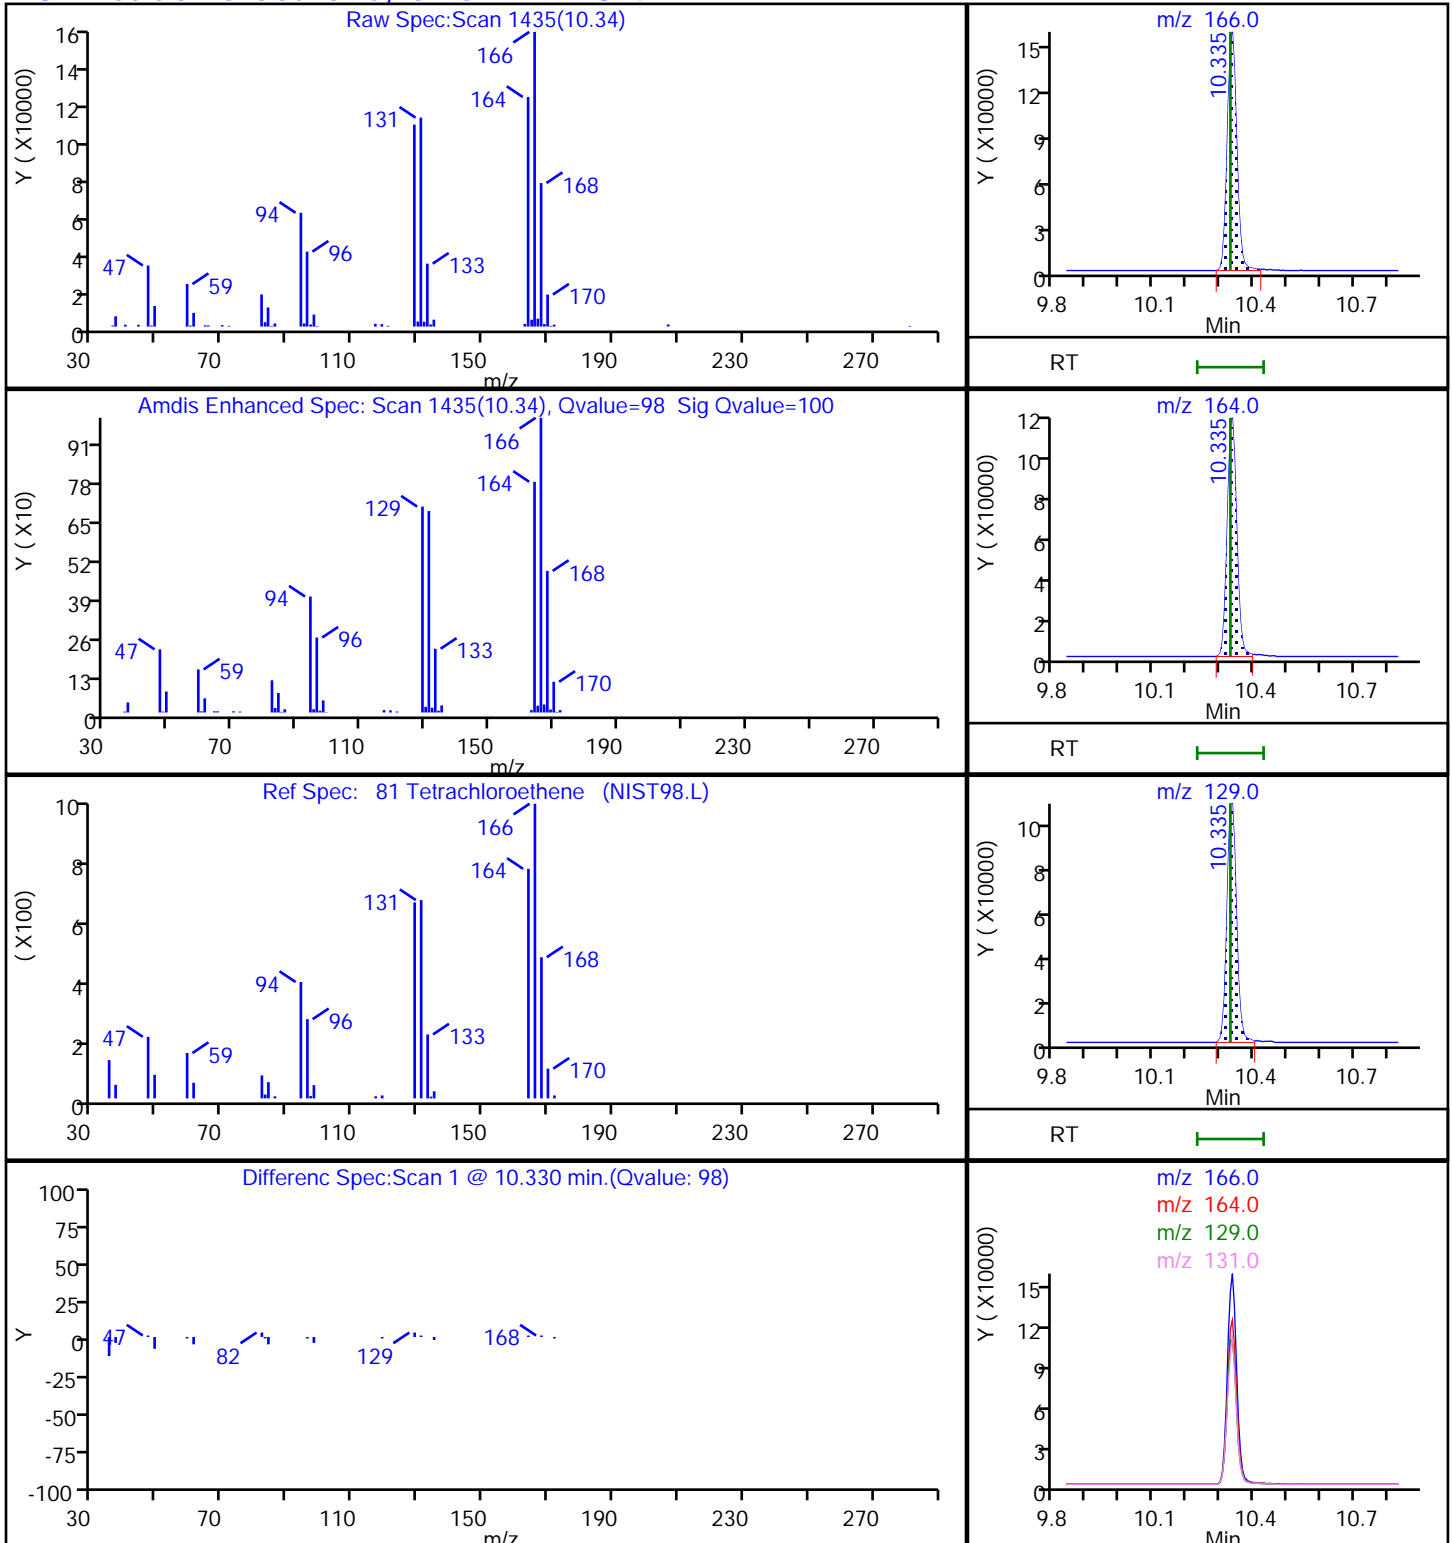 Raw Spec:Scan 1435(10.34)
Y ( X10000)
16
14
12
10
8
6
4
2
0
166
164
131
168
94
96
133
47
59
170
30 70 110 150 190 230 270
m/z
m/z 166.0
Y ( X10000)
15
12
9
6
3
0
10.335
9.8 10.1 10.4 10.7
Min
RT
Amdis Enhanced Spec: Scan 1435(10.34), Qvalue=98 Sig Qvalue=100
Y ( X10)
91
78
65
52
39
26
13
0
166
164
129
168
94
96
47
133
59
170
30 70 110 150 190 230 270
m/z
m/z 164.0
Y ( X10000)
12
10
8
6
4
2
0
10.335
9.8 10.1 10.4 10.7
Min
RT
Ref Spec: 81 Tetrachloroethene (NIST98.L)
( X100)
10
8
6
4
2
0
166
164
131
168
94
96
47
133
59
170
30 70 110 150 190 230 270
m/z 129.0
Y ( X10000)
10
8
6
4
2
0
10.335
9.8 10.1 10.4 10.7
Min
RT
Differenc Spec:Scan 1 @ 10.330 min.(Qvalue: 98)
Y
100
75
50
25
0
-25
-50
-75
-100
47
82
129
168
30 70 110 150 190 230 270
m/z
m/z 166.0
m/z 164.0
m/z 129.0
m/z 131.0
Y ( X10000)
15
12
9
6
3
0
9.8 10.1 10.4 10.7
Min